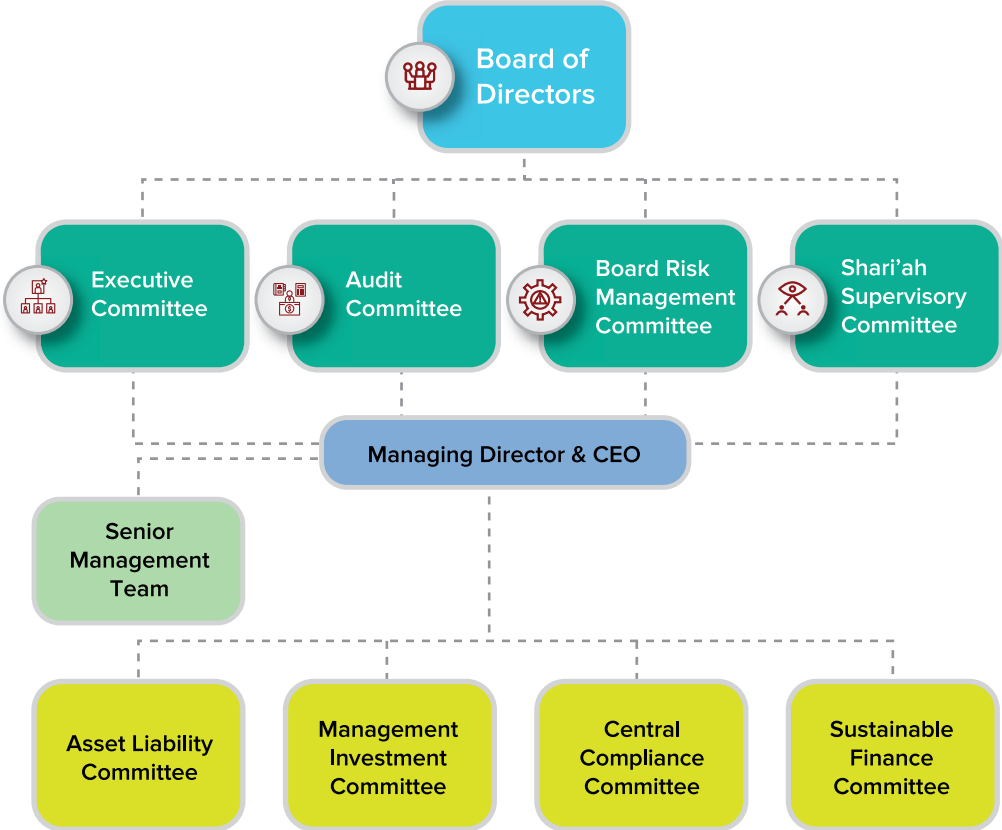 Board of
Directors
Executive
Committee
Audit
Committee
Board Risk
Management
Committee
Shari'ah
Supervisory
Committee
Managing Director & CEO
Senior
Management
Team
Asset Liability
Committee
Management
Investment
Committee
Central
Compliance
Committee
Sustainable
Finance
Committee